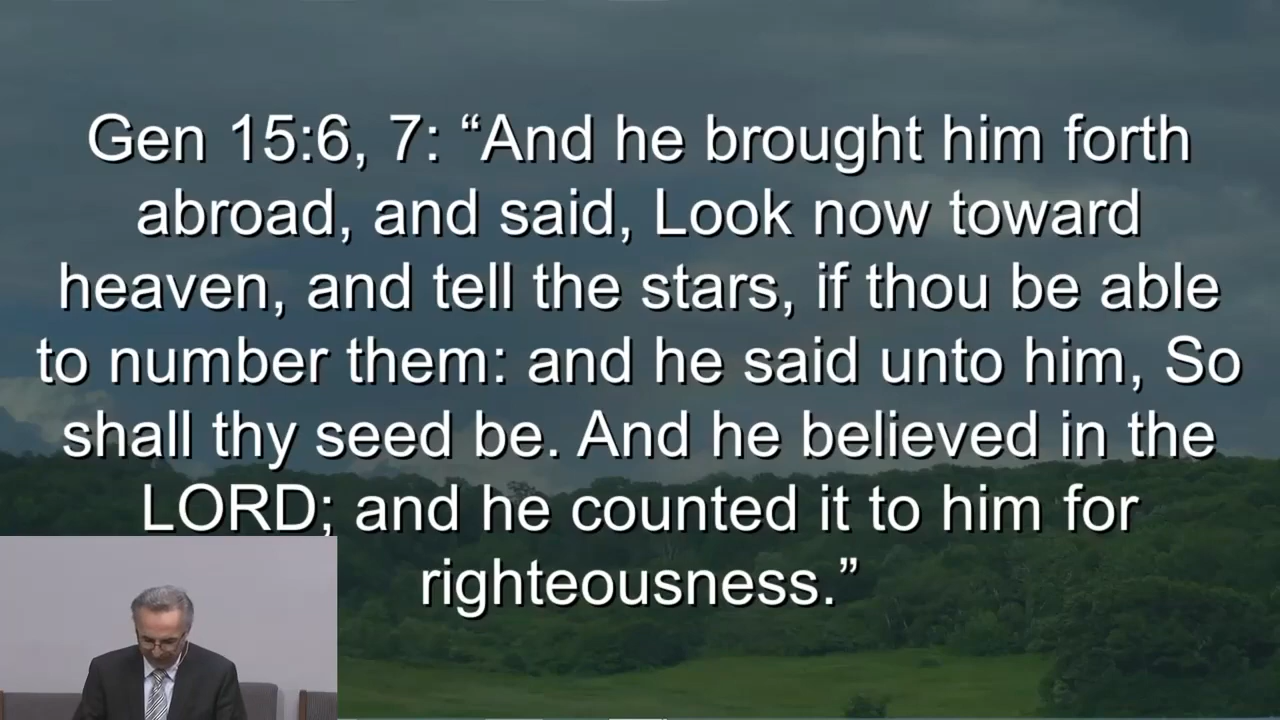 Gen 15:6, 7: “And he brought him forth
abroad, and said, Look now toward
heaven, and tell the stars, if thou be able
to number them: and he said unto him, So
shall thy seed be. And he believed in the
LORD; and he counted it to him for
righteousness.”